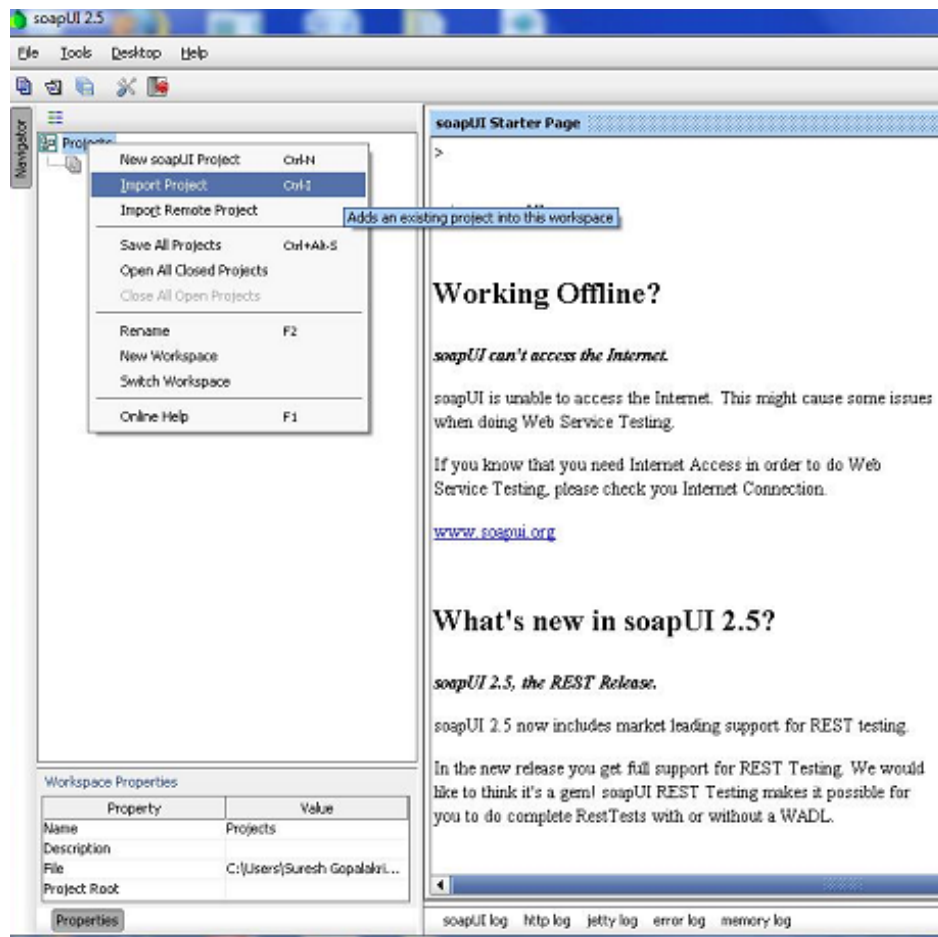 soapUI 2.5
File Tools Desktop Help
Navigator
Projects
New soapUI Project Ctrl-N
Import Project Ctrl-I
Import Remote Project
Adds an existing project into this workspace
Save All Projects Ctrl+Alt-S
Open All Closed Projects
Close All Open Projects
Rename F2
New Workspace
Switch Workspace
Online Help F1
soapUI Starter Page
>
Working Offline?
soapUI can't access the Internet.
soapUI is unable to access the Internet. This might cause some issues
when doing Web Service Testing.
If you know that you need Internet Access in order to do Web
Service Testing, please check you Internet Connection.
www.soapui.org
What's new in soapUI 2.5?
soapUI 2.5, the REST Release.
soapUI 2.5 now includes market leading support for REST testing.
In the new release you get full support for REST Testing. We would
like to think it's a gem! soapUI REST Testing makes it possible for
you to do complete RestTests with or without a WADL.
Workspace Properties
Property Value
Name Projects
Description
File C:\Users\Suresh Gopalakri...
Project Root
Properties
soapUI log http log jetty log error log memory log